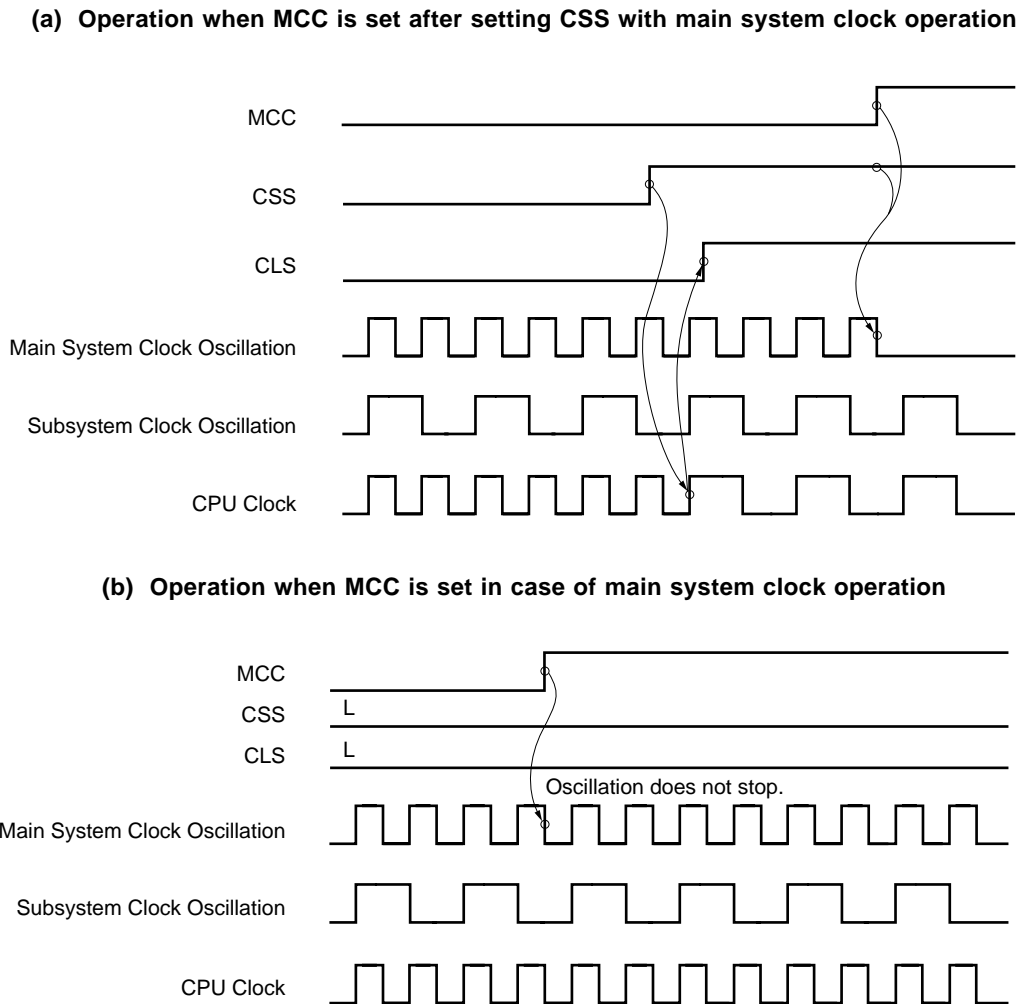 (a) Operation when MCC is set after setting CSS with main system clock operation
MCC
CSS
CLS
Main System Clock Oscillation
Subsystem Clock Oscillation
CPU Clock
(b) Operation when MCC is set in case of main system clock operation
MCC
CSS
L
CLS
L
Oscillation does not stop.
Main System Clock Oscillation
Subsystem Clock Oscillation
CPU Clock